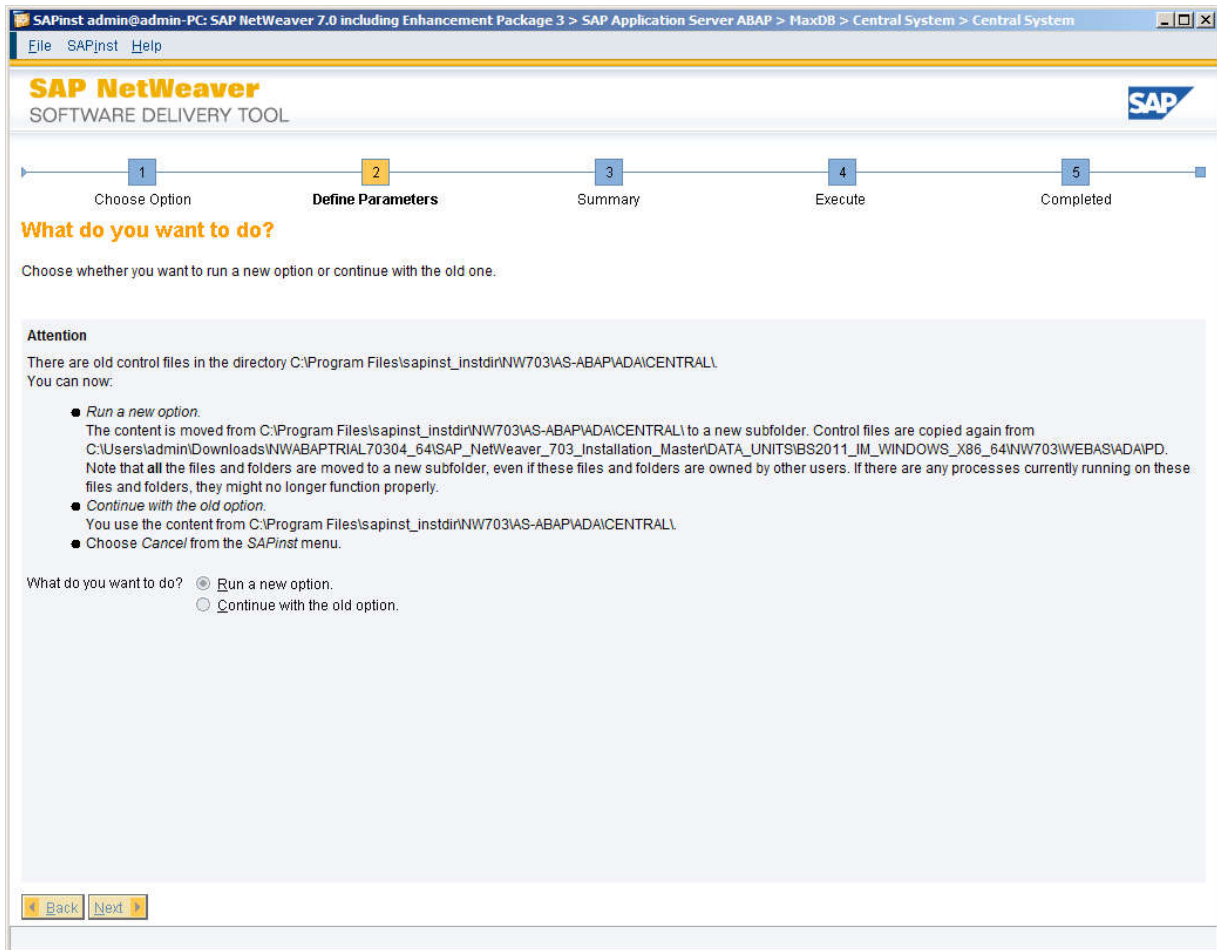 SAPinst admin@admin-PC: SAP NetWeaver 7.0 including Enhancement Package 3 > SAP Application Server ABAP > MaxDB > Central System > Central System
File SAPinst Help
SAP NetWeaver
SOFTWARE DELIVERY TOOL
SAP
1 2 3 4 5
Choose Option Define Parameters Summary Execute Completed
What do you want to do?
Choose whether you want to run a new option or continue with the old one.
Attention
There are old control files in the directory C:\Program Files\sapinst_instdir\NW703\AS-ABAP\ADA\CENTRAL\.
You can now:
● Run a new option.
The content is moved from C:\Program Files\sapinst_instdir\NW703\AS-ABAP\ADA\CENTRAL\ to a new subfolder. Control files are copied again from
C:\Users\admin\Downloads\NWABAPTRIAL70304_64\SAP_NetWeaver_703_Installation_Master\DATA_UNITS\BS2011_IM_WINDOWS_X86_64\NW703\WEBAS\ADA\PD.
Note that all the files and folders are moved to a new subfolder, even if these files and folders are owned by other users. If there are any processes currently running on these
files and folders, they might no longer function properly.
● Continue with the old option.
You use the content from C:\Program Files\sapinst_instdir\NW703\AS-ABAP\ADA\CENTRAL\.
● Choose Cancel from the SAPinst menu.
What do you want to do? Run a new option.
Continue with the old option.
Back Next